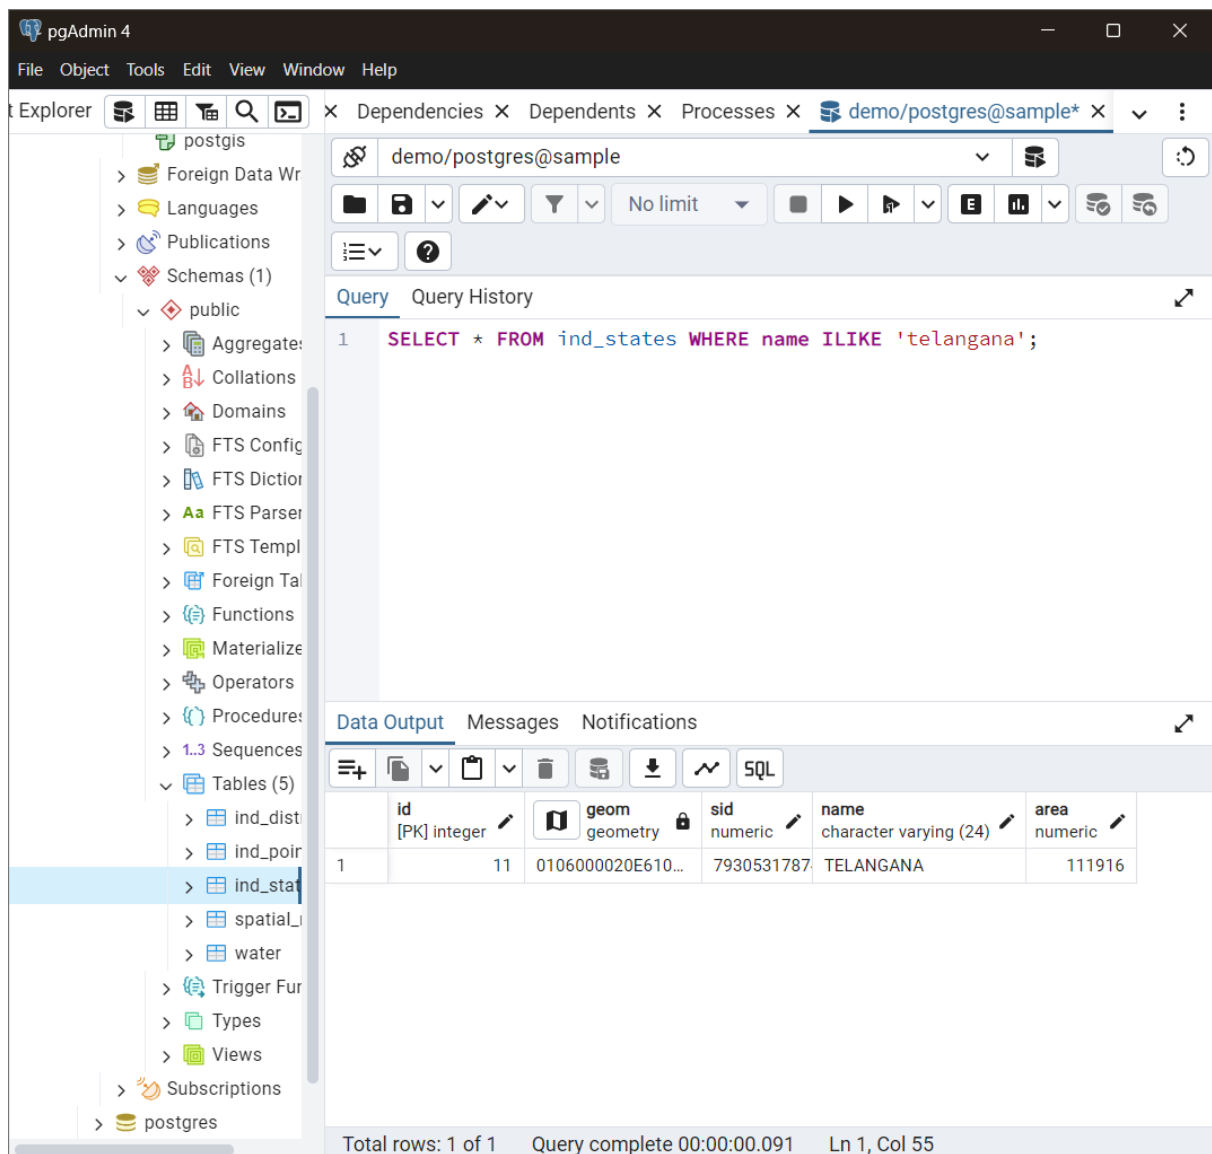 pgAdmin 4
File Object Tools Edit View Window Help
t Explorer
Dependencies Dependents Processes demo/postgres@sample*
postgis
Foreign Data Wr
Languages
Publications
Schemas (1)
public
Aggregates
Collations
Domains
FTS Config
FTS Diction
FTS Parser
FTS Templ
Foreign Tal
Functions
Materialize
Operators
Procedures
1..3 Sequences
Tables (5)
ind_distr
ind_poin
ind_stat
spatial_r
water
Trigger Fur
Types
Views
Subscriptions
postgres
demo/postgres@sample
No limit
E
Query Query History
1 SELECT * FROM ind_states WHERE name ILIKE 'telangana';
Data Output Messages Notifications
SQL
id geom sid name area
[PK] integer geometry numeric character varying (24) numeric
1 11 0106000020E610... 7930531787 TELANGANA 111916
Total rows: 1 of 1 Query complete 00:00:00.091 Ln 1, Col 55